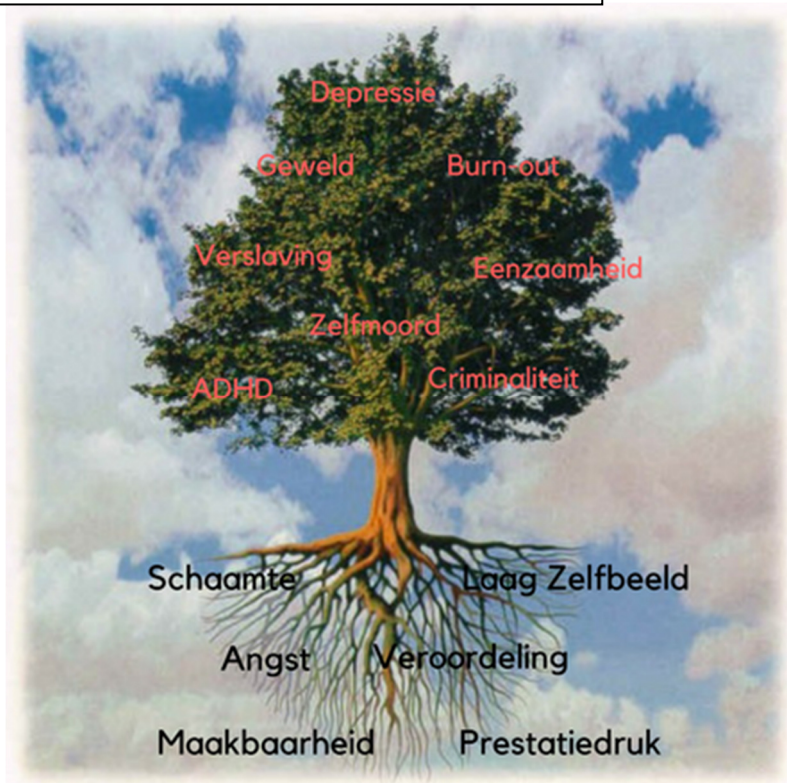 Depressie
Geweld Burn-out
Verslaving
Eenzaamheid
Zelfmoord
ADHD Criminaliteit
Schaamte Laag Zelfbeeld
Angst Veroordeling
Maakbaarheid Prestatiedruk